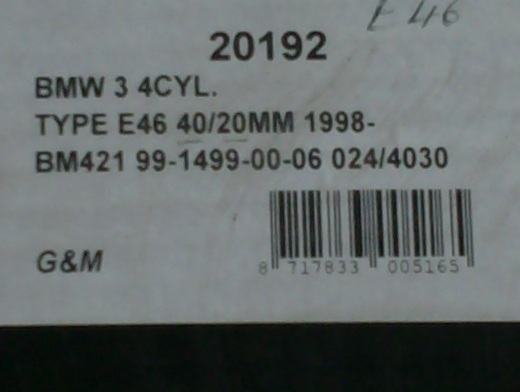 E46
20192
BMW 3 4CYL.
TYPE E46 40/20MM 1998-
BM421 99-1499-00-06 024/4030
G&M
8 717833 005165